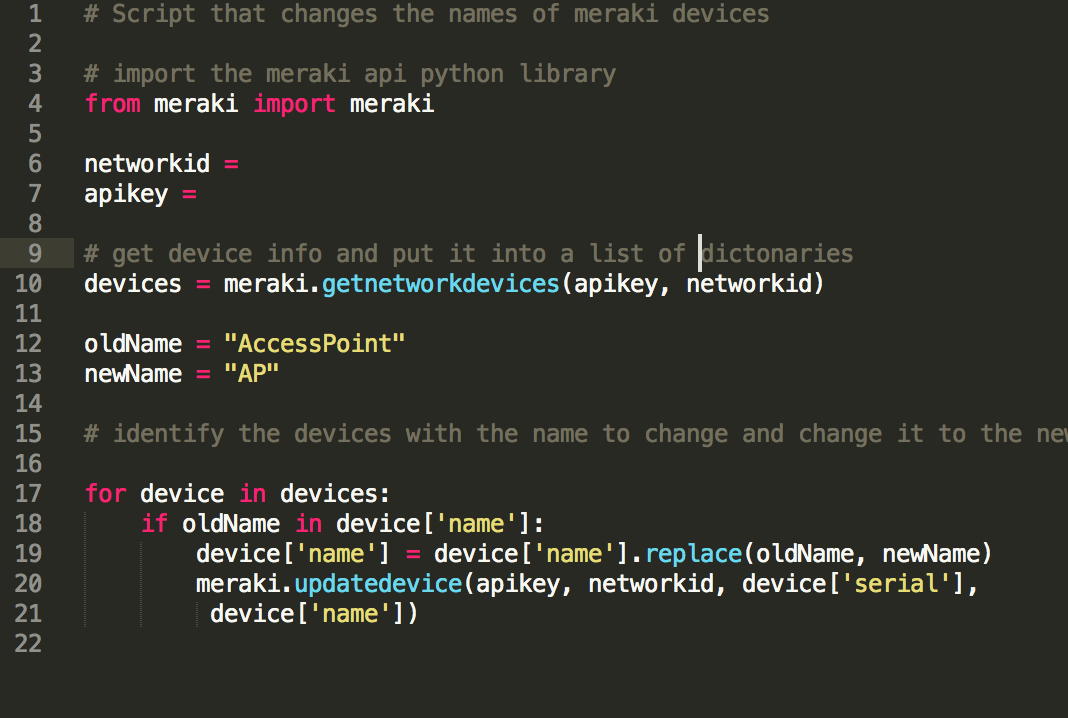 1 # Script that changes the names of meraki devices
2
3 # import the meraki api python library
4 from meraki import meraki
5
6 networkid =
7 apikey =
8
9 # get device info and put it into a list of dictonaries
10 devices = meraki.getnetworkdevices(apikey, networkid)
11
12 oldName = "AccessPoint"
13 newName = "AP"
14
15 # identify the devices with the name to change and change it to the
16
17 for device in devices:
18 if oldName in device['name']:
19 device['name'] = device['name'].replace(oldName, newName)
20 meraki.updatedevice(apikey, networkid, device['serial'],
21 device['name'])
22